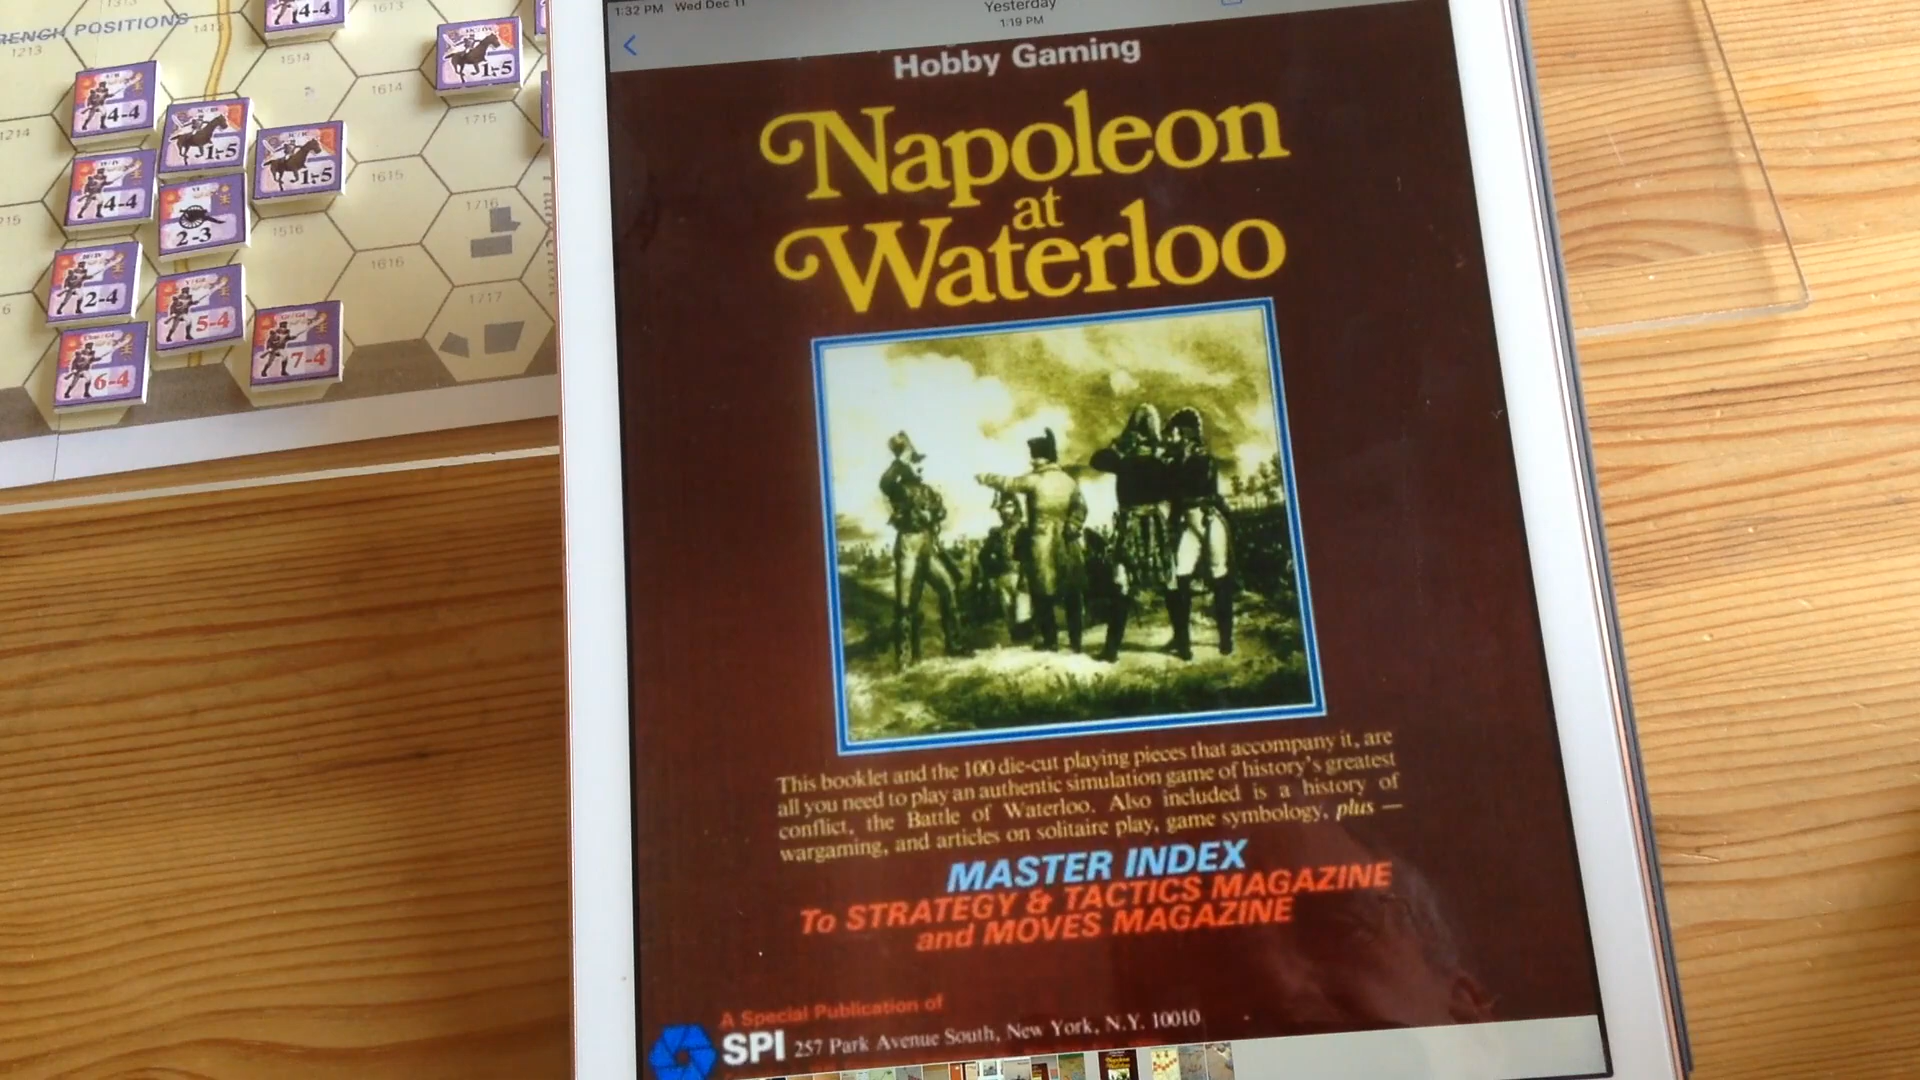 1:32 PM Wed Dec 11
Yesterday
1:19 PM
Hobby Gaming
Napoleon
at
Waterloo
This booklet and the 100 die-cut playing pieces that accompany it, are
all you need to play an authentic simulation game of history's greatest
conflict, the Battle of Waterloo. Also included is a history of
wargaming, and articles on solitaire play, game symbology, plus —
MASTER INDEX
To STRATEGY & TACTICS MAGAZINE
and MOVES MAGAZINE
A Special Publication of
SPI 257 Park Avenue South, New York, N.Y. 10010
RENGH POSITIONS
1213
1313
1412
1613
1514
1614
1715
1214
1615
1716
1516
1616
1717
4-4
1-5
4-4
1-5
1-5
4-4
2-3
2-4
5-4
7-4
6-4